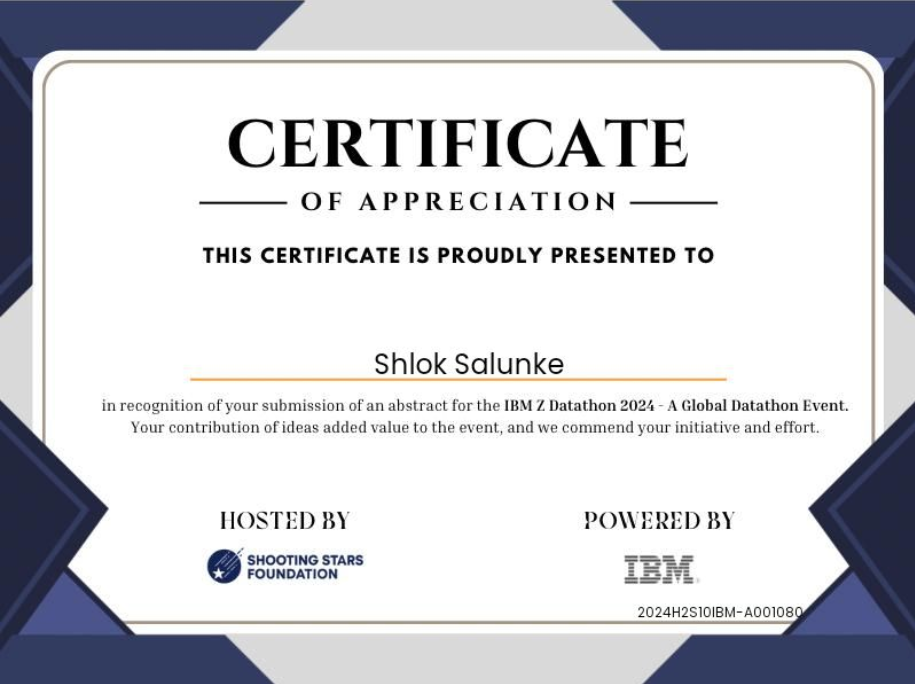 CERTIFICATE
OF APPRECIATION
THIS CERTIFICATE IS PROUDLY PRESENTED TO
Shlok Salunke
in recognition of your submission of an abstract for the IBM Z Datathon 2024 - A Global Datathon Event.
Your contribution of ideas added value to the event, and we commend your initiative and effort.
HOSTED BY
POWERED BY
SHOOTING STARS
FOUNDATION
IBM
2024H2S10IBM-A001080